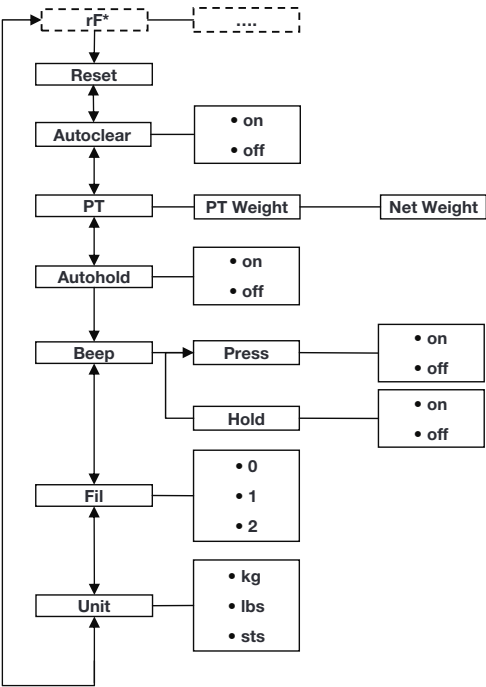 rF*
....
Reset
Autoclear
• on
• off
PT
PT Weight
Net Weight
Autohold
• on
• off
Beep
Press
• on
• off
Hold
• on
• off
Fil
• 0
• 1
• 2
Unit
• kg
• lbs
• sts